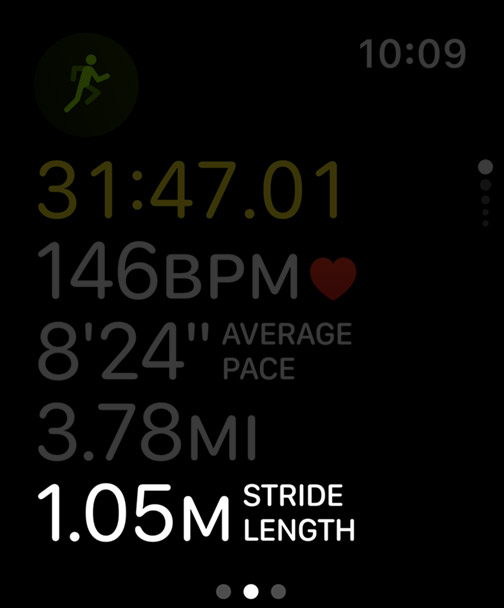 10:09
31:47.01
146BPM
8'24" AVERAGE PACE
3.78MI
1.05M STRIDE LENGTH